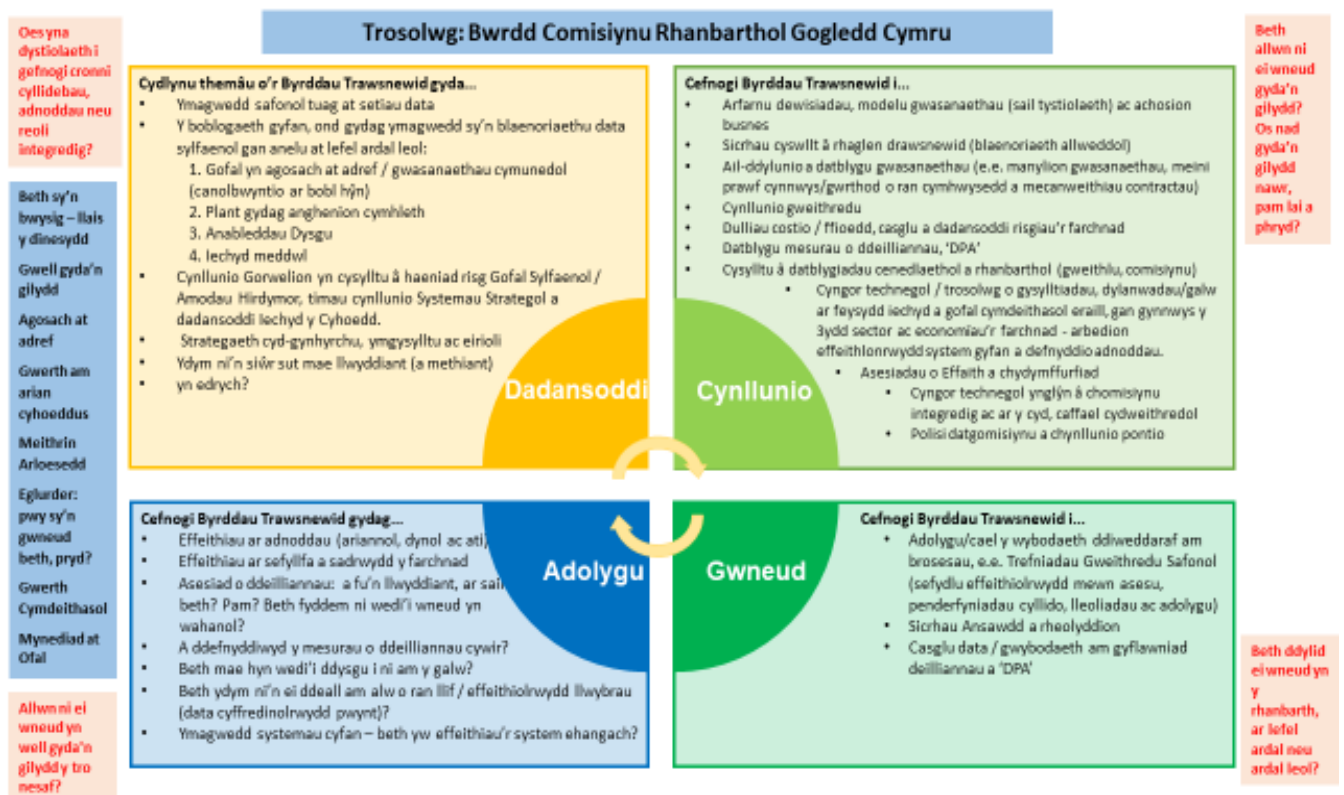 Trosolwg: Bwrdd Comisiynu Rhanbarthol Gogledd Cymru
Oes yna
dystiolaeth i
gefnogi cronni
cyllidebau,
adnoddau neu
reoli
integredig?
Beth sy'n
bwysig – llais
y dinesydd
Gwell gyda'n
gilydd
Agosach at
adref
Gwerth am
arian
cyhoeddus
Meithrin
Arloesedd
Eglurder:
pwy sy'n
gwneud
beth, pryd?
Gwerth
Cymdeithasol
Mynediad at
Ofal
Allwn ni ei
wneud yn
well gyda'n
gilydd y tro
nesaf?
Cydlynu themâu o'r Byrddau Trawsnewid gyda...
• Ymagwedd safonol tuag at setiau data
• Y boblogaeth gyfan, ond gydag ymagwedd sy'n blaenoriaethu data
sylfaenol gan anelu at lefel ardal leol:
1. Gofal yn agosach at adref / gwasanaethau cymunedol
(canolbwyntio ar bobl hŷn)
2. Plant gydag anghenion cymhleth
3. Anableddau Dysgu
4. Iechyd meddwl
• Cynllunio Gorwelion yn cysylltu â haeniad risg Gofal Sylfaenol /
Amodau Hirdymor, timau cynllunio Systemau Strategol a
dadansoddi Iechyd y Cyhoedd.
• Strategaeth cyd-gynhyrchu, ymgysylltu ac eirioli
• Ydym ni'n siŵr sut mae llwyddiant (a methiant)
• yn edrych?
Dadansoddi
Cefnogi Byrddau Trawsnewid i...
• Arfarnu dewisiadau, modelu gwasanaethau (sail tystiolaeth) ac achosion
busnes
• Sicrhau cyswllt â rhaglen drawsnewid (blaenoriaeth allweddol)
• Ail-ddylunio a datblygu gwasanaethau (e.e. manylion gwasanaethau, meini
prawf cynnwys/gwrthod o ran cymhwysedd a mecanweithiau contractau)
• Cynllunio gweithredu
• Dulliau costio / ffioedd, casglu a dadansoddi risgiau'r farchnad
• Datblygu mesurau o ddeilliannau, 'DPA'
• Cysylltu â datblygiadau cenedlaethol a rhanbarthol (gweithlu, comisiynu)
• Cyngor technegol / trosolwg o gysylltiadau, dylanwadau/galw
ar feysydd iechyd a gofal cymdeithasol eraill, gan gynnwys y
3ydd sector ac economiau'r farchnad - arbedion
effeithlonrwydd system gyfan a defnyddio adnoddau.
• Asesiadau o Effaith a chydymffurfiad
• Cyngor technegol ynglŷn â chomisiynu
integredig ac ar y cyd, caffael cydweithredol
• Polisi datgomisiynu a chynllunio pontio
Cynllunio
Cefnogi Byrddau Trawsnewid gydag...
• Effeithiau ar adnoddau (ariannol, dynol ac ati)
• Effeithiau ar sefyllfa a sadrwydd y farchnad
• Asesiad o ddeilliannau: a fu'n llwyddiant, ar sail
beth? Pam? Beth fyddem ni wedi'i wneud yn
wahanol?
• A ddefnyddiwyd y mesurau o ddeilliannau cywir?
• Beth mae hyn wedi'i ddysgu i ni am y galw?
• Beth ydym ni'n ei ddeall am alw o ran llif / effeithiolrwydd llwybrau
(data cyffredinolrwydd pwynt)?
• Ymagwedd systemau cyfan – beth yw effeithiau'r system ehangach?
Adolygu
Gwneud
Cefnogi Byrddau Trawsnewid i...
• Adolygu/cael y wybodaeth ddiweddaraf am
brosesau, e.e. Trefniadau Gweithredu Safonol
(sefydlu effeithiolrwydd mewn asesu,
penderfyniadau cyllido, lleoliadau ac adolygu)
• Sicrhau Ansawdd a rheolyddion
• Casglu data / gwybodaeth am gyflawniad
deilliannau a 'DPA'
Beth
allwn ni
ei wneud
gyda'n
gilydd?
Os nad
gyda'n
gilydd
nawr,
pam lai a
phryd?
Beth ddylid
ei wneud yn
y
rhanbarth,
ar lefel
ardal neu
ardal leol?